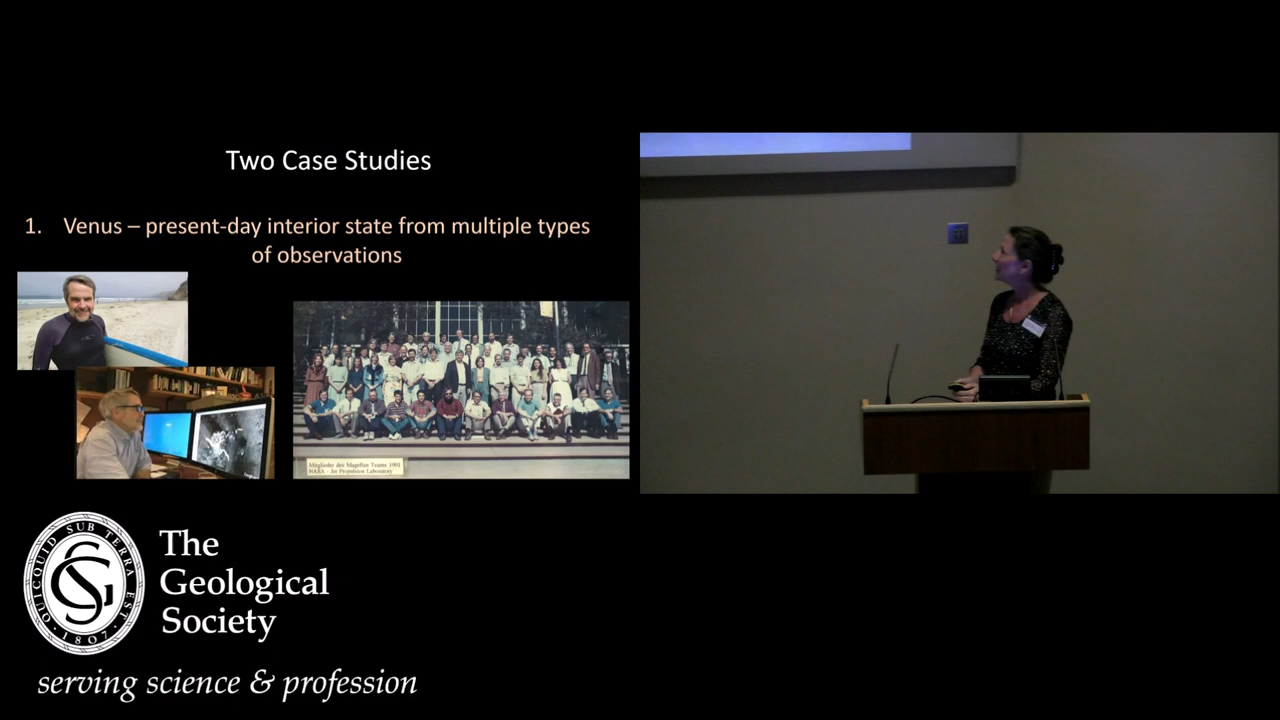 Two Case Studies
1. Venus – present-day interior state from multiple types
of observations
Mitglieder des Magellan Teams 1991
NASA - Jet Propulsion Laboratory
QUICQUID SUB TERRA EST
· 1807 ·
The
Geological
Society
serving science & profession